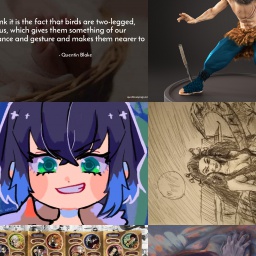 nk it is the fact that birds are two-legged,
us, which gives them something of our
ance and gesture and makes them nearer to
- Quentin Blake